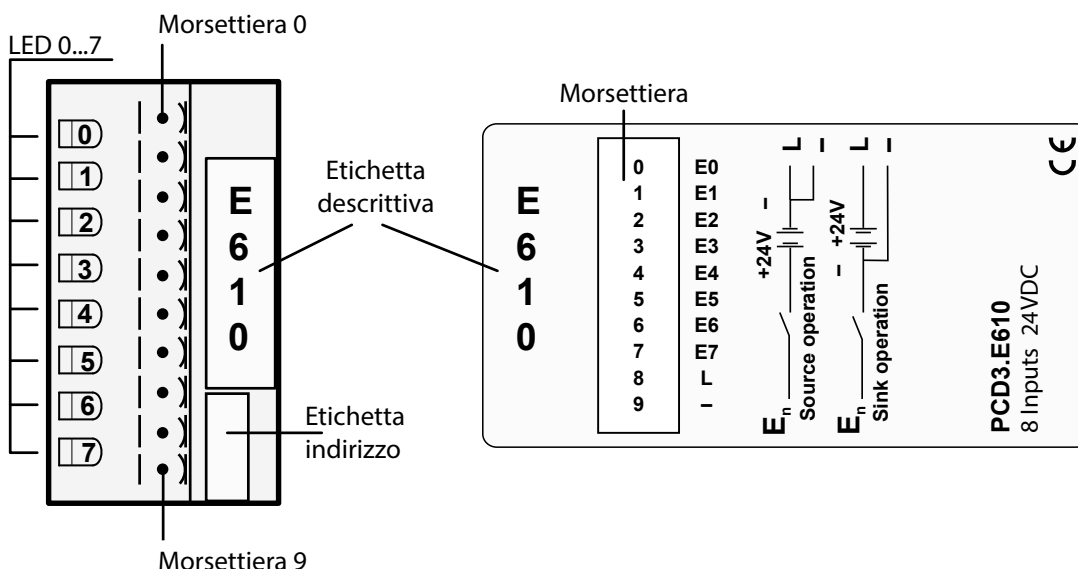 Morsettiera 0
LED 0...7
0
1
2
3
4
5
6
7
E
6
1
0
Etichetta
descrittiva
Etichetta
indirizzo
Morsettiera 9
Morsettiera
E
6
1
0
0 E0
1 E1
2 E2
3 E3
4 E4
5 E5
6 E6
7 E7
8 L
9 –
L
–
+24V –
En
Source operation
L
–
– +24V
En
Sink operation
PCD3.E610
8 Inputs 24VDC
CE